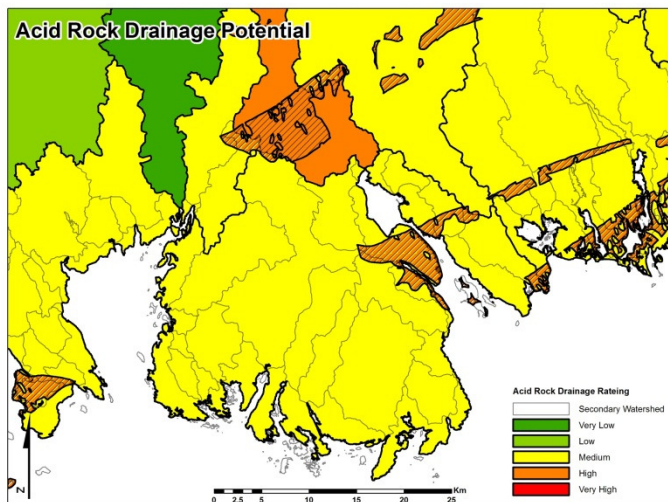 Acid Rock Drainage Potential
Acid Rock Drainage Rateing
Secondary Watershed
Very Low
Low
Medium
High
Very High
N
Km
0 2.5 5 10 15 20 25